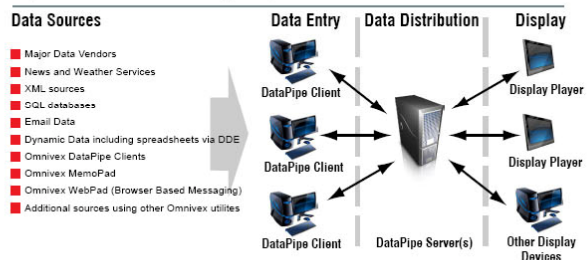 Data Sources
Data Entry
Data Distribution
Display
Major Data Vendors
News and Weather Services
XML sources
SQL databases
Email Data
Dynamic Data including spreadsheets via DDE
Omnivex DataPipe Clients
Omnivex MemoPad
Omnivex WebPad (Browser Based Messaging)
Additional sources using other Omnivex utilites
DataPipe Client
DataPipe Client
DataPipe Client
DataPipe Server(s)
Display Player
Display Player
Other Display
Devices